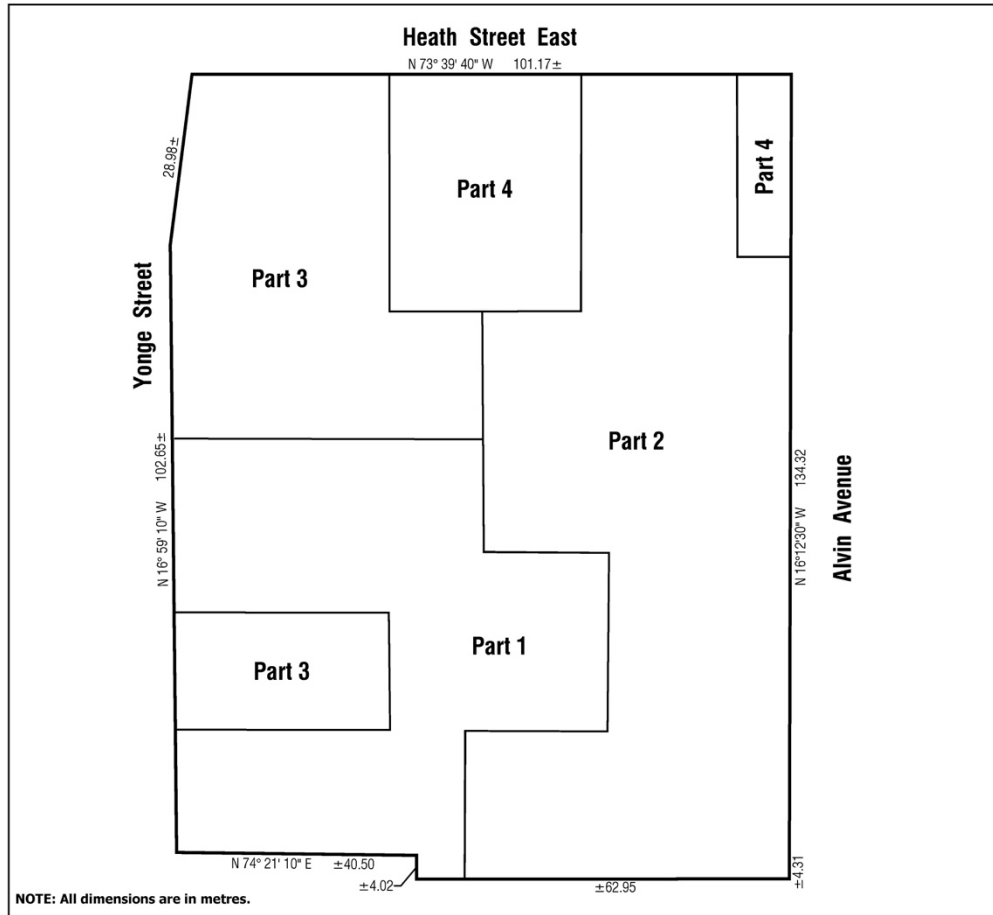 Heath Street East
N 73° 39' 40" W 101.17±
28.98±
Part 4
Part 4
Part 3
Yonge Street
Part 2
N 16° 59' 10" W 102.65±
N 16°12'30" W 134.32
Alvin Avenue
Part 1
Part 3
N 74° 21' 10" E ±40.50
±4.02
±62.95
±4.31
NOTE: All dimensions are in metres.